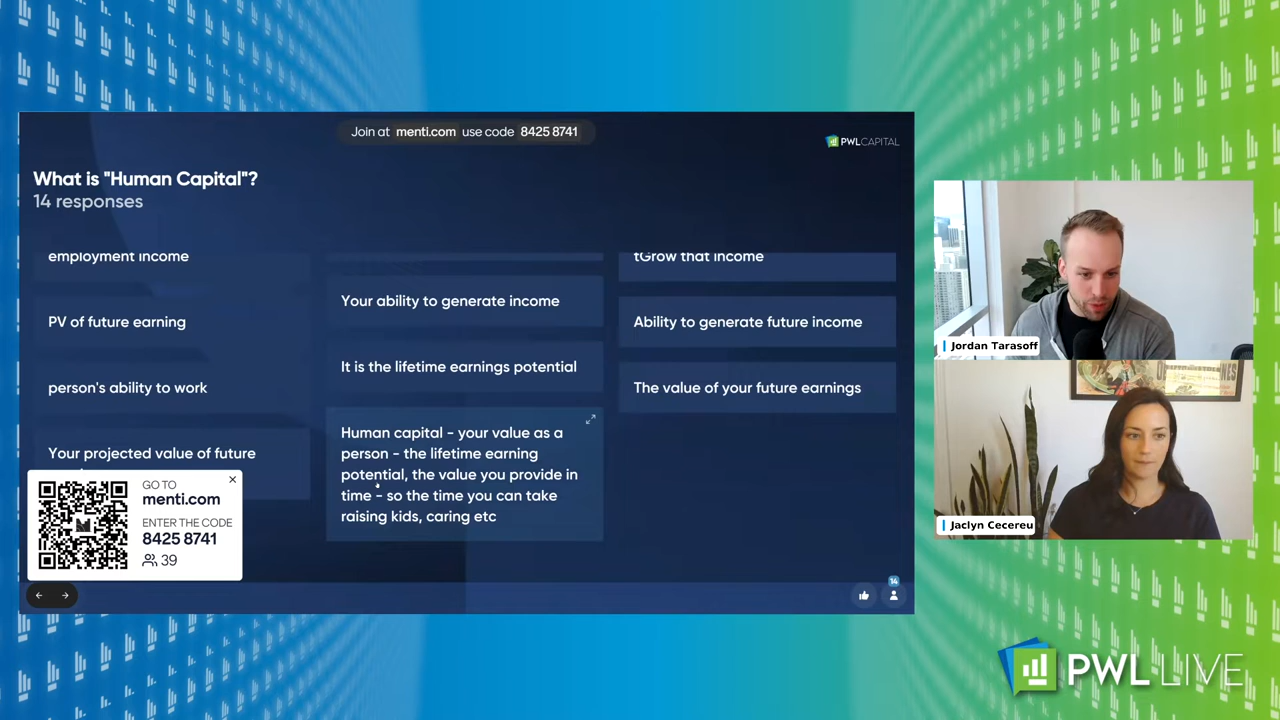 Join at menti.com use code 8425 8741
PWL CAPITAL
What is "Human Capital"?
14 responses
employment income
PV of future earning
person's ability to work
Your projected value of future
Your ability to generate income
It is the lifetime earnings potential
Human capital - your value as a
person - the lifetime earning
potential, the value you provide in
time - so the time you can take
raising kids, caring etc
tGrow that income
Ability to generate future income
The value of your future earnings
GO TO
menti.com
ENTER THE CODE
8425 8741
39
14
Jordan Tarasoff
Jaclyn Cecereu
PWL LIVE